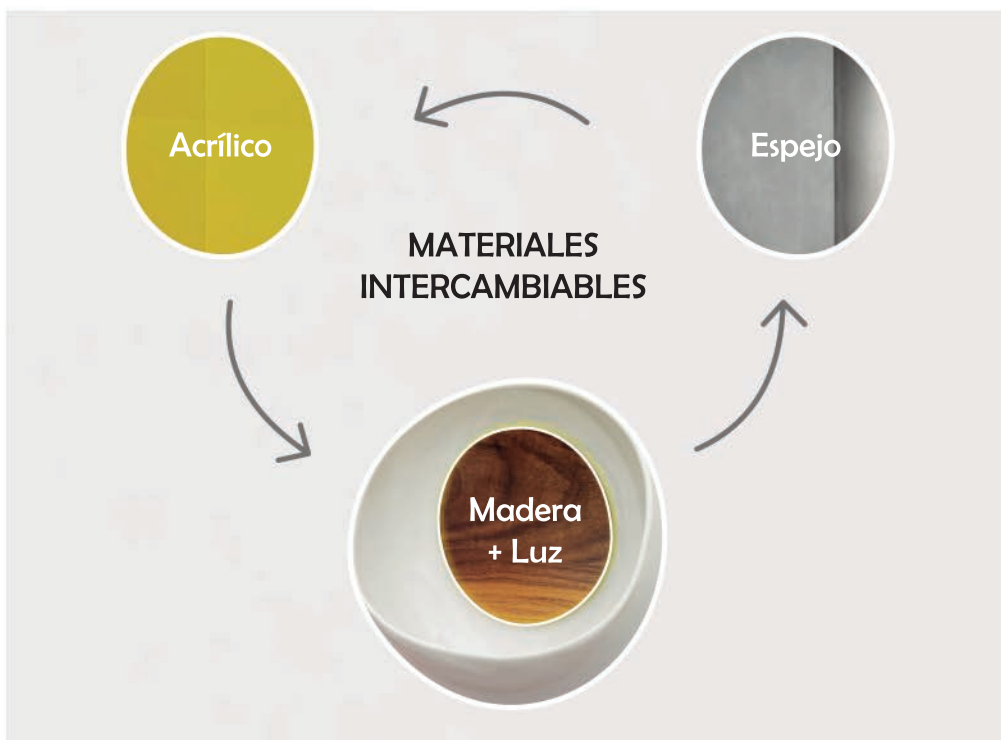 Acrílico
Espejo
MATERIALES
INTERCAMBIABLES
Madera
+ Luz